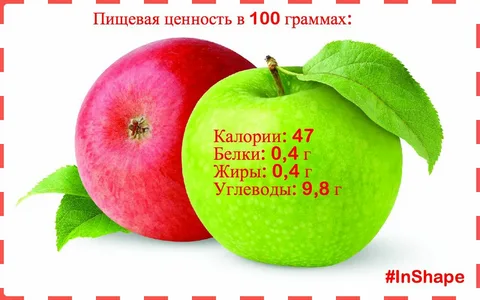 Пищевая ценность в 100 граммах:
Калории: 47
Белки: 0,4 г
Жиры: 0,4 г
Углеводы: 9,8 г
#InShape